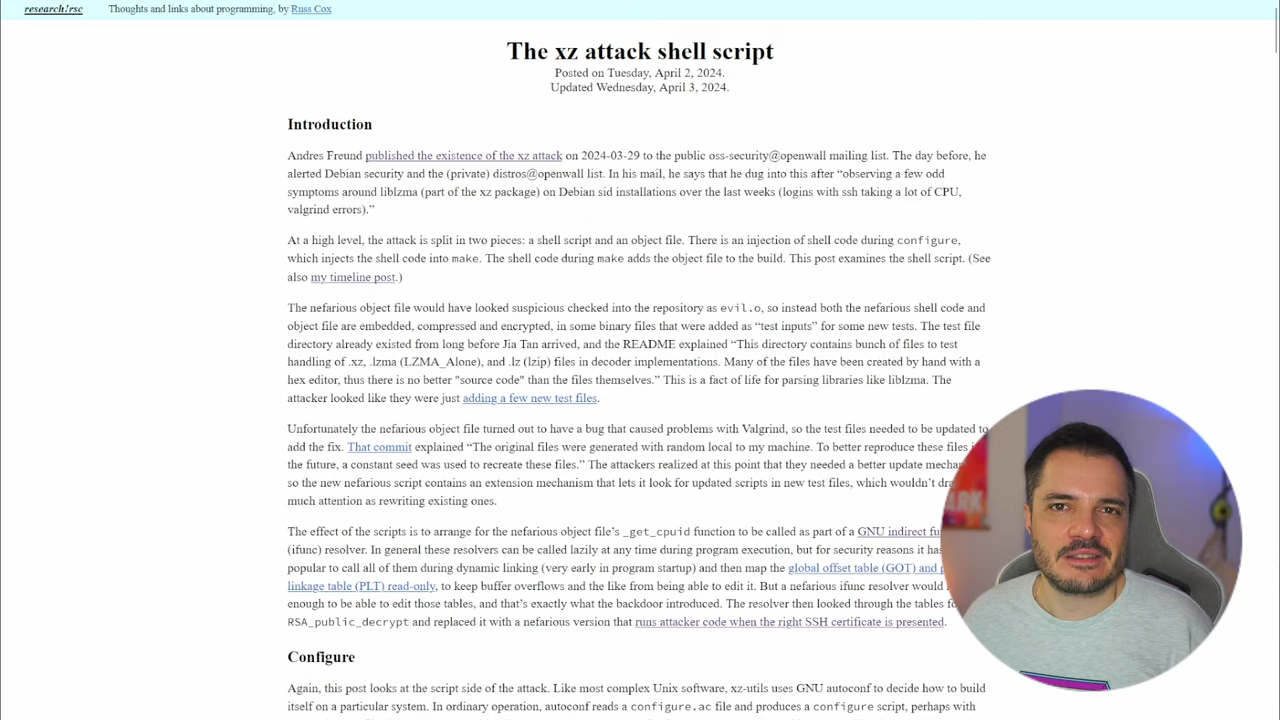 research!rsc Thoughts and links about programming, by Russ Cox
The xz attack shell script
Posted on Tuesday, April 2, 2024.
Updated Wednesday, April 3, 2024.
Introduction
Andres Freund published the existence of the xz attack on 2024-03-29 to the public oss-security@openwall mailing list. The day before, he
alerted Debian security and the (private) distros@openwall list. In his mail, he says that he dug into this after “observing a few odd
symptoms around liblzma (part of the xz package) on Debian sid installations over the last weeks (logins with ssh taking a lot of CPU,
valgrind errors).”
At a high level, the attack is split in two pieces: a shell script and an object file. There is an injection of shell code during configure,
which injects the shell code into make. The shell code during make adds the object file to the build. This post examines the shell script. (See
also my timeline post.)
The nefarious object file would have looked suspicious checked into the repository as evil.o, so instead both the nefarious shell code and
object file are embedded, compressed and encrypted, in some binary files that were added as “test inputs” for some new tests. The test file
directory already existed from long before Jia Tan arrived, and the README explained “This directory contains bunch of files to test
handling of .xz, .lzma (LZMA_Alone), and .lz (lzip) files in decoder implementations. Many of the files have been created by hand with a
hex editor, thus there is no better "source code" than the files themselves.” This is a fact of life for parsing libraries like liblzma. The
attacker looked like they were just adding a few new test files.
Unfortunately the nefarious object file turned out to have a bug that caused problems with Valgrind, so the test files needed to be updated to
add the fix. That commit explained “The original files were generated with random local to my machine. To better reproduce these files
the future, a constant seed was used to recreate these files.” The attackers realized at this point that they needed a better update
so the new nefarious script contains an extension mechanism that lets it look for updated scripts in new test files, which wouldn’t
much attention as rewriting existing ones.
The effect of the scripts is to arrange for the nefarious object file’s _get_cpuid function to be called as part of a GNU indirect
(ifunc) resolver. In general these resolvers can be called lazily at any time during program execution, but for security reasons it
popular to call all of them during dynamic linking (very early in program startup) and then map the global offset table (GOT) and
linkage table (PLT) read-only, to keep buffer overflows and the like from being able to edit it. But a nefarious ifunc resolver would
enough to be able to edit those tables, and that’s exactly what the backdoor introduced. The resolver then looked through the tables
RSA_public_decrypt and replaced it with a nefarious version that runs attacker code when the right SSH certificate is presented.
Configure
Again, this post looks at the script side of the attack. Like most complex Unix software, xz-utils uses GNU autoconf to decide how to build
itself on a particular system. In ordinary operation, autoconf reads a configure.ac file and produces a configure script, perhaps with